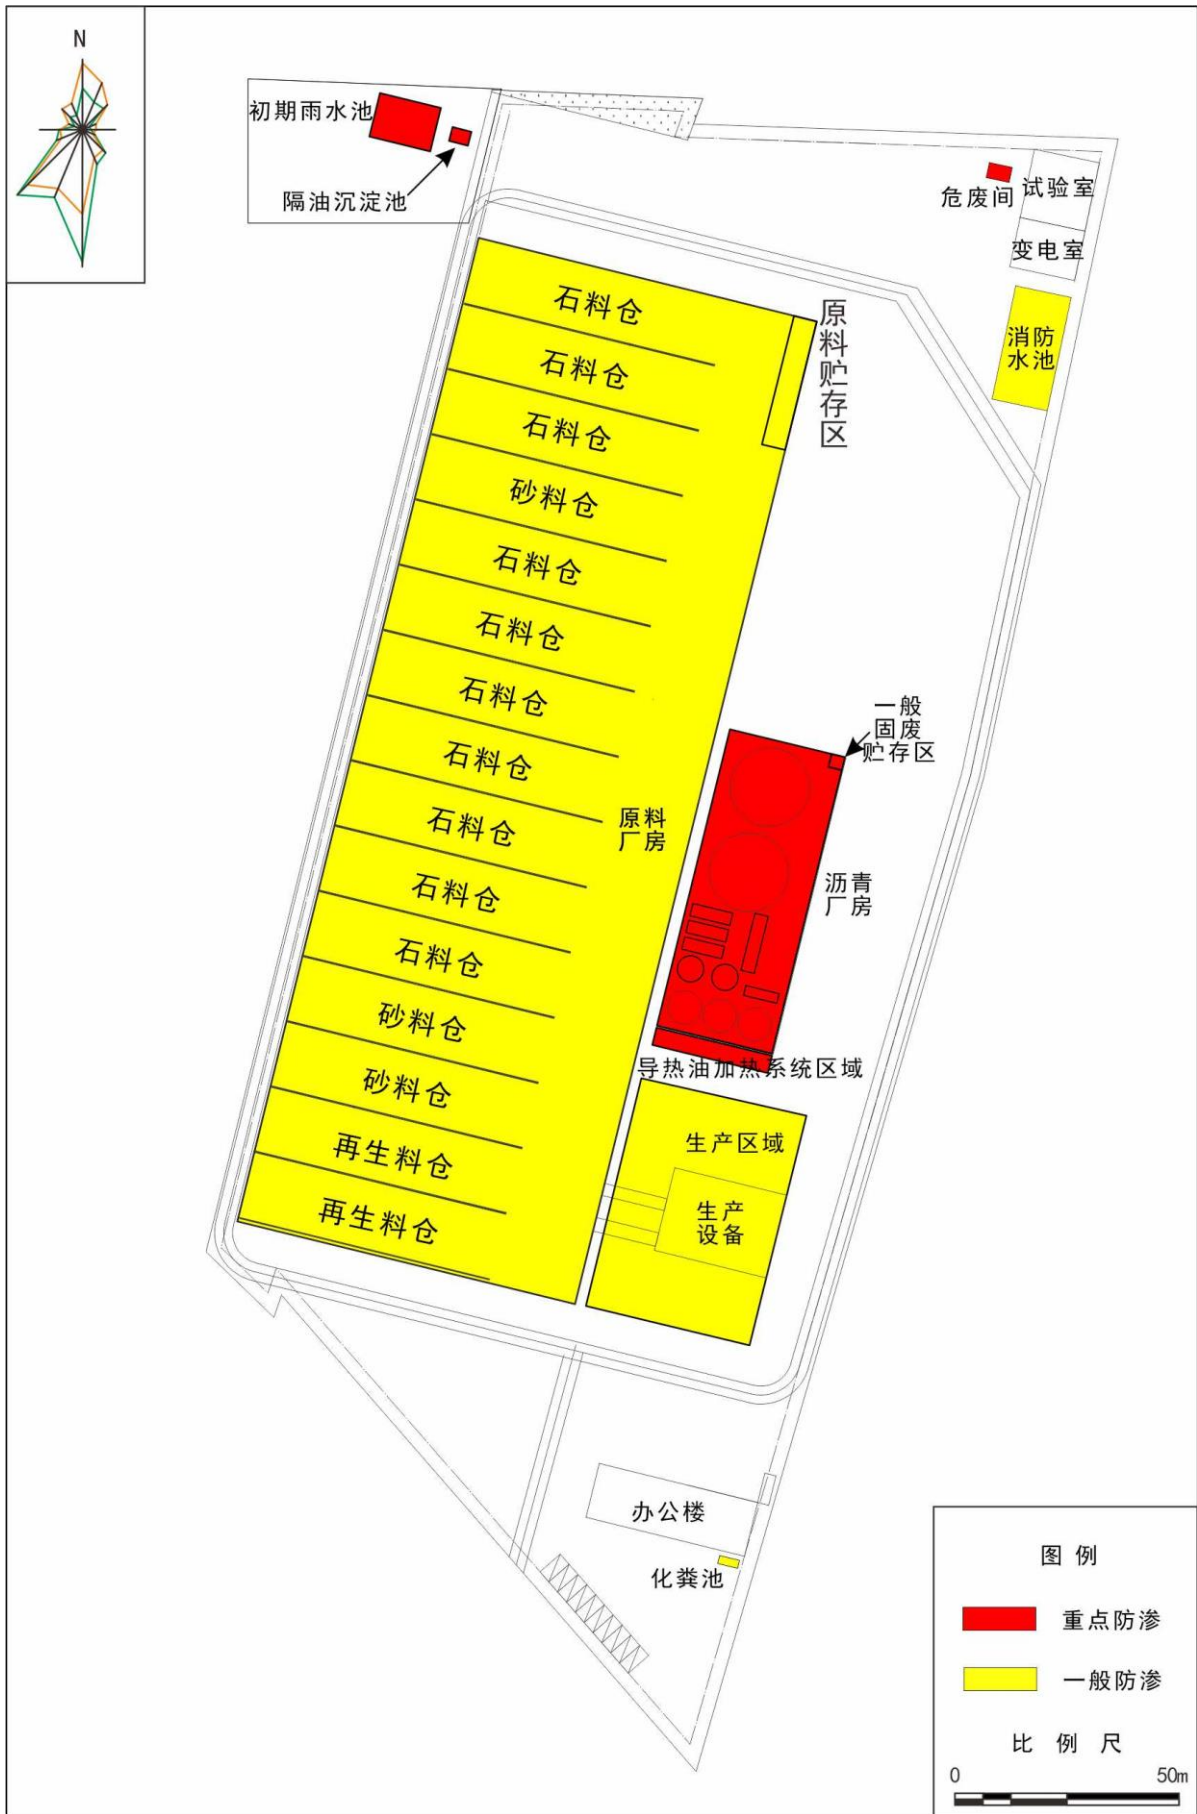 N
初期雨水池
隔油沉淀池
危废间
试验室
变电室
消防
水池
石料仓
原料贮存区
石料仓
石料仓
砂料仓
石料仓
石料仓
石料仓
石料仓
原料
厂房
石料仓
石料仓
石料仓
砂料仓
砂料仓
再生料仓
再生料仓
一般
固废
贮存区
沥青
厂房
导热油加热系统区域
生产区域
生产
设备
办公楼
化粪池
图 例
重点防渗
一般防渗
比 例 尺
0 50m